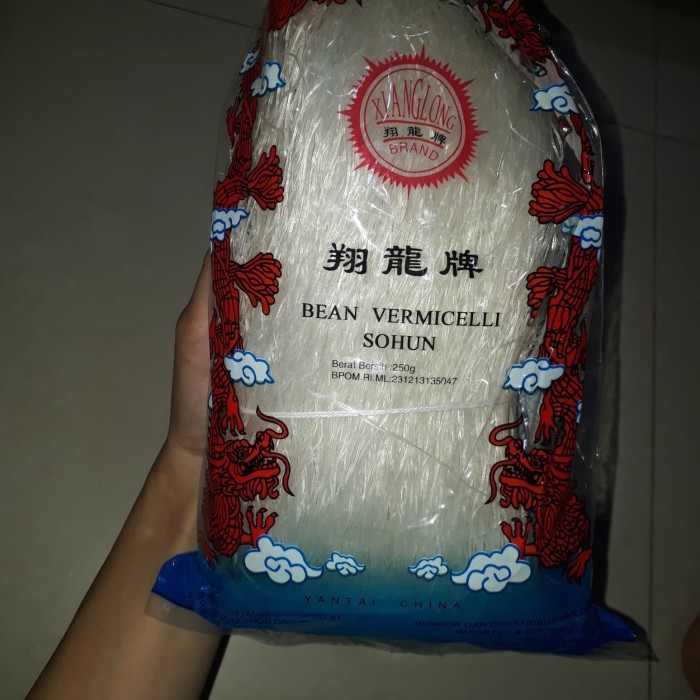 XIANGLONG
翔龍牌
BRAND
翔龍牌
BEAN VERMICELLI
SOHUN
Berat Bersih :250g
BPOM.RI.ML:231213135047
YANTAI CHINA